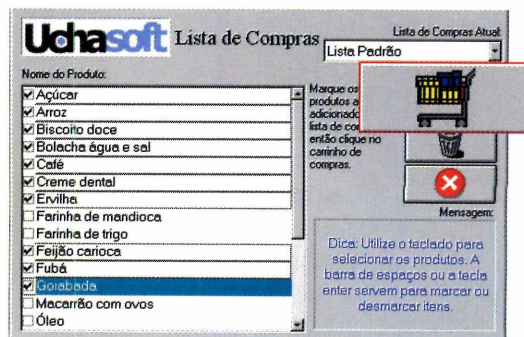 Uchasoft Lista de Compras
Lista de Compras Atual:
Lista Padrão
Nome do Produto:
Açúcar
Arroz
Biscoito doce
Bolacha água e sal
Café
Creme dental
Ervilha
Farinha de mandioca
Farinha de trigo
Feijão carioca
Fubá
Goiabada
Macarrão com ovos
Óleo
Marque os
produtos a
adicionado
lista de co
então clique no
carrinho de
compras.
Mensagem:
Dica: Utilize o teclado para
selecionar os produtos. A
barra de espaços ou a tecla
enter servem para marcar ou
desmarcar itens.